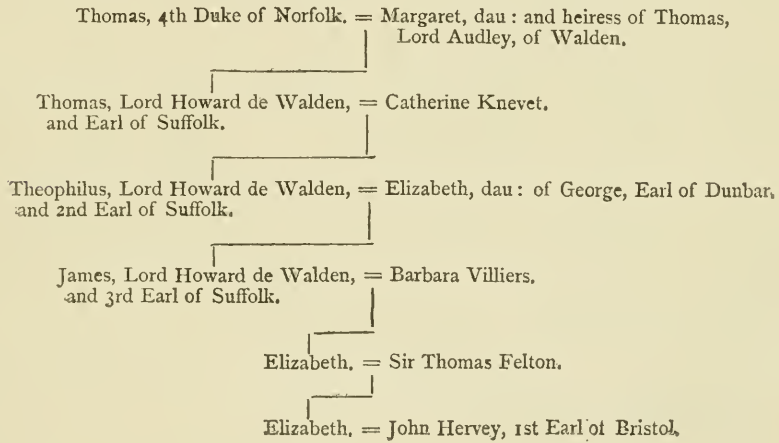 Thomas, 4th Duke of Norfolk. = Margaret, dau : and heiress of Thomas,
Lord Audley, of Walden.
Thomas, Lord Howard de Walden, = Catherine Knevet.
and Earl of Suffolk.
Theophilus, Lord Howard de Walden, = Elizabeth, dau : of George, Earl of Dunbar.
and 2nd Earl of Suffolk.
James, Lord Howard de Walden, = Barbara Villiers.
and 3rd Earl of Suffolk.
Elizabeth. = Sir Thomas Felton.
Elizabeth. = John Hervey, 1st Earl ot Bristol.